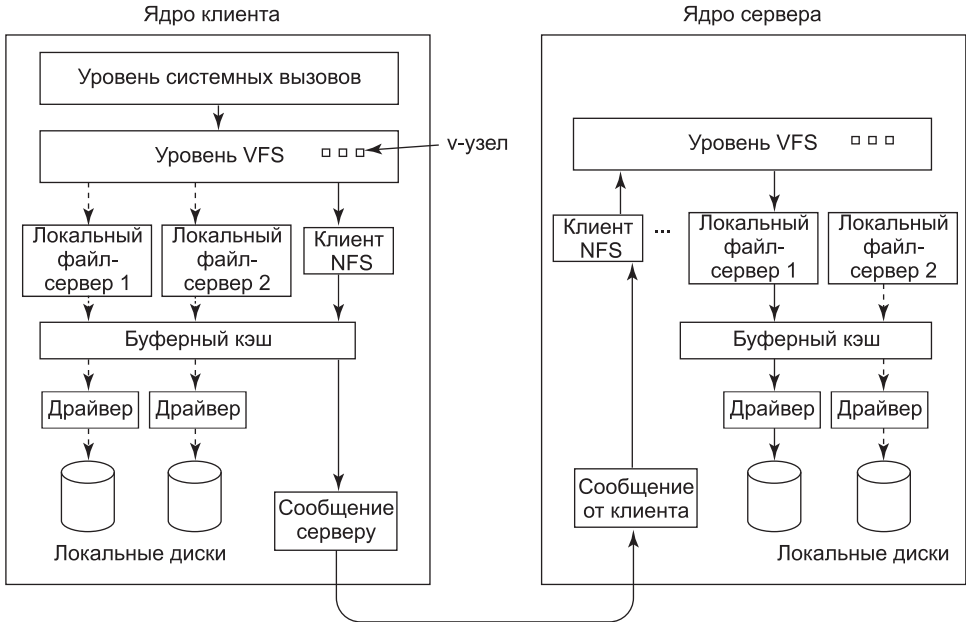 Ядро клиента
Уровень системных вызовов
Уровень VFS
v-узел
Локальный
файл-
сервер 1
Локальный
файл-
сервер 2
Клиент
NFS
Буферный кэш
Драйвер
Драйвер
Сообщение
серверу
Локальные диски
Ядро сервера
Уровень VFS
Клиент
NFS
...
Локальный
файл-
сервер 1
Локальный
файл-
сервер 2
Буферный кэш
Драйвер
Драйвер
Сообщение
от клиента
Локальные диски